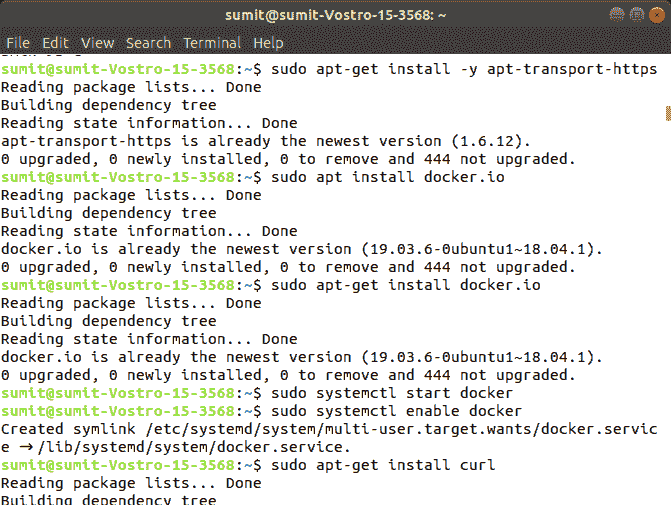 sumit@sumit-Vostro-15-3568: ~
File Edit View Search Terminal Help
sumit@sumit-Vostro-15-3568:~$ sudo apt-get install -y apt-transport-https
Reading package lists... Done
Building dependency tree
Reading state information... Done
apt-transport-https is already the newest version (1.6.12).
0 upgraded, 0 newly installed, 0 to remove and 444 not upgraded.
sumit@sumit-Vostro-15-3568:~$ sudo apt install docker.io
Reading package lists... Done
Building dependency tree
Reading state information... Done
docker.io is already the newest version (19.03.6-0ubuntu1~18.04.1).
0 upgraded, 0 newly installed, 0 to remove and 444 not upgraded.
sumit@sumit-Vostro-15-3568:~$ sudo apt-get install docker.io
Reading package lists... Done
Building dependency tree
Reading state information... Done
docker.io is already the newest version (19.03.6-0ubuntu1~18.04.1).
0 upgraded, 0 newly installed, 0 to remove and 444 not upgraded.
sumit@sumit-Vostro-15-3568:~$ sudo systemctl start docker
sumit@sumit-Vostro-15-3568:~$ sudo systemctl enable docker
Created symlink /etc/systemd/system/multi-user.target.wants/docker.servic
e → /lib/systemd/system/docker.service.
sumit@sumit-Vostro-15-3568:~$ sudo apt-get install curl
Reading package lists... Done
Building dependency tree